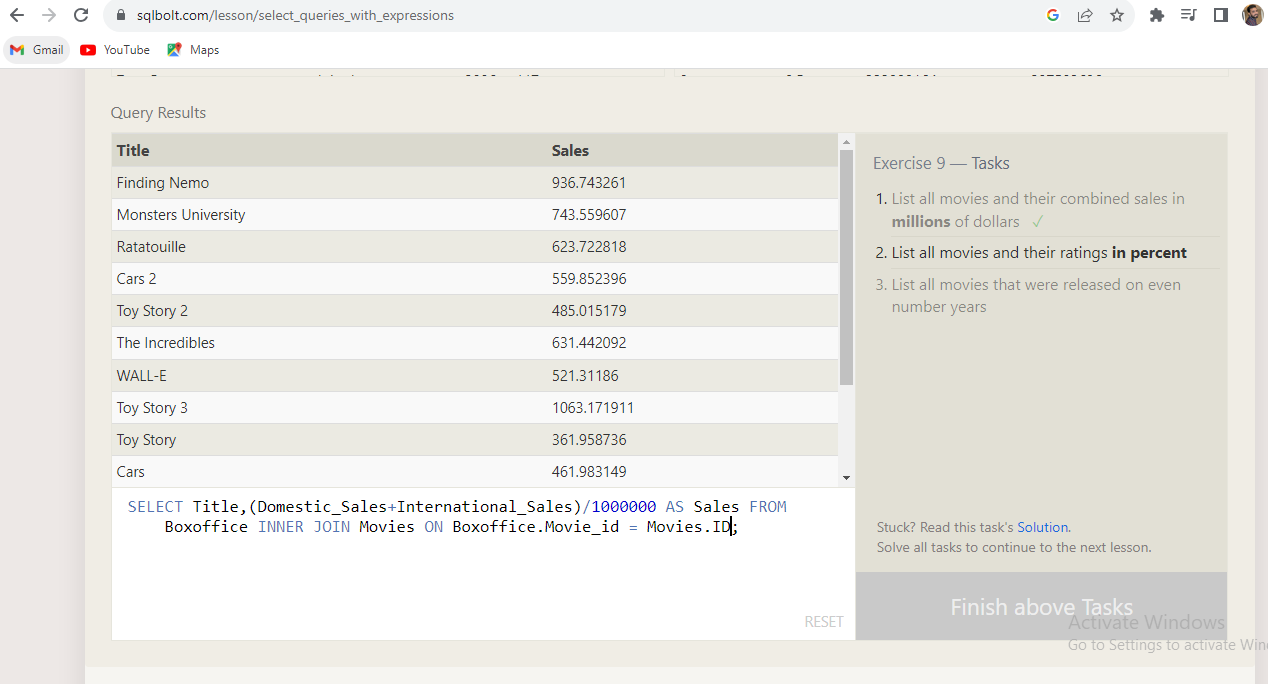 sqlbolt.com/lesson/select_queries_with_expressions
Gmail YouTube Maps
Query Results
Title Sales
Finding Nemo 936.743261
Monsters University 743.559607
Ratatouille 623.722818
Cars 2 559.852396
Toy Story 2 485.015179
The Incredibles 631.442092
WALL-E 521.31186
Toy Story 3 1063.171911
Toy Story 361.958736
Cars 461.983149
SELECT Title,(Domestic_Sales+International_Sales)/1000000 AS Sales FROM
Boxoffice INNER JOIN Movies ON Boxoffice.Movie_id = Movies.ID;
RESET
Exercise 9 — Tasks
1. List all movies and their combined sales in
millions of dollars ✓
2. List all movies and their ratings in percent
3. List all movies that were released on even
number years
Stuck? Read this task's Solution.
Solve all tasks to continue to the next lesson.
Finish above Tasks
Activate Windows
Go to Settings to activate Win